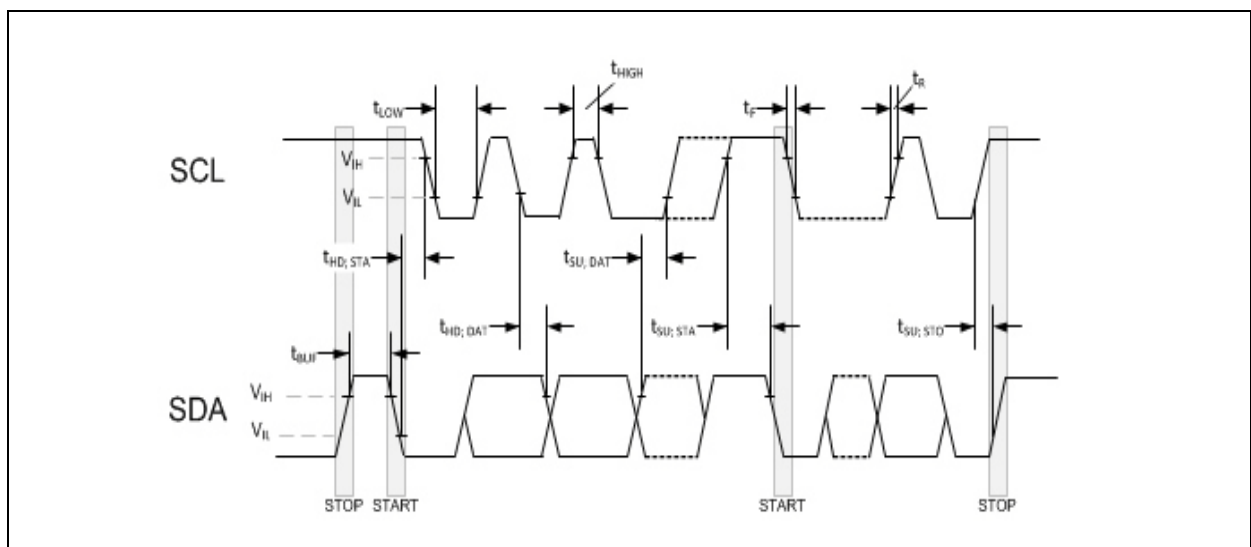 tHIGH
tR
tLOW
tF
SCL
VIH
VIL
tHD; STA
tSU; DAT
tHD; DAT
tSU; STA
tSU; STO
tBUF
SDA
VIH
VIL
STOP START START STOP